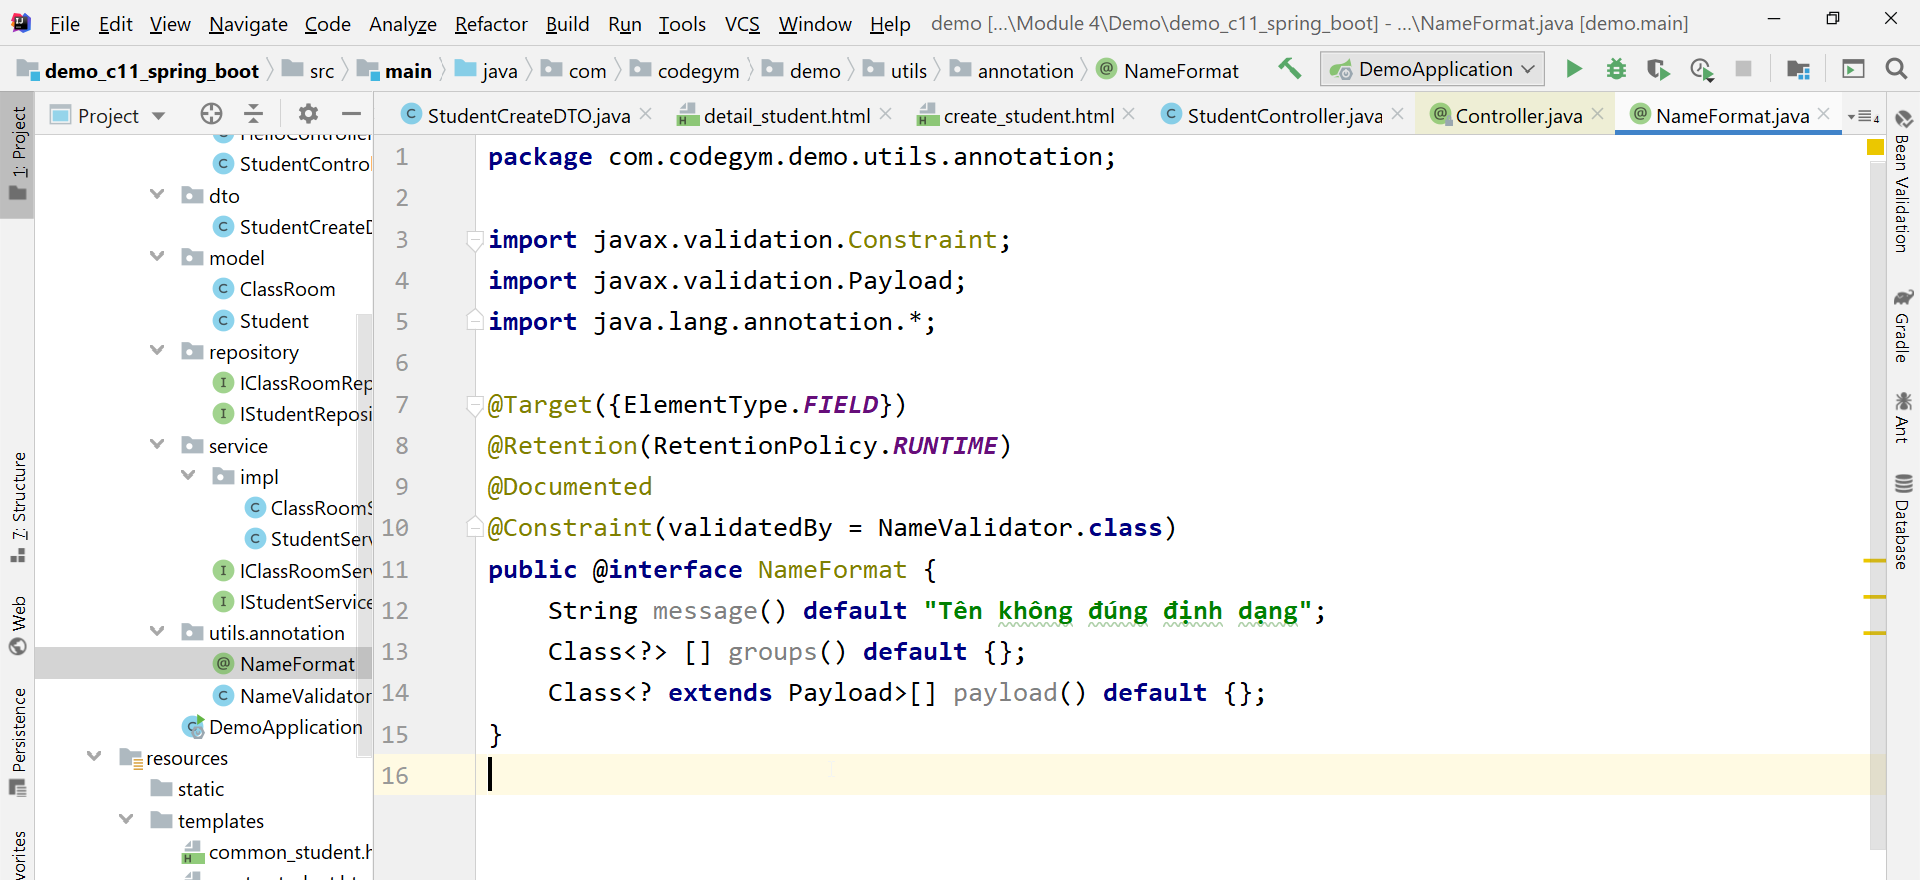 File Edit View Navigate Code Analyze Refactor Build Run Tools VCS Window Help demo [...\Module 4\Demo\demo_c11_spring_boot] - ...\NameFormat.java [demo.main]
demo_c11_spring_boot src main java com codegym demo utils annotation NameFormat DemoApplication
Project
StudentCreateDTO.java detail_student.html create_student.html StudentController.java Controller.java NameFormat.java 4
1: Project
7: Structure
Web
Persistence
StudentControl
dto
StudentCreateD
model
ClassRoom
Student
repository
IClassRoomRep
IStudentReposi
service
impl
ClassRoomS
StudentServ
IClassRoomServ
IStudentService
utils.annotation
NameFormat
NameValidator
DemoApplication
resources
static
templates
common_student.h
1 package com.codegym.demo.utils.annotation;
2
3 import javax.validation.Constraint;
4 import javax.validation.Payload;
5 import java.lang.annotation.*;
6
7 @Target({ElementType.FIELD})
8 @Retention(RetentionPolicy.RUNTIME)
9 @Documented
10 @Constraint(validatedBy = NameValidator.class)
11 public @interface NameFormat {
12 String message() default "Tên không đúng định dạng";
13 Class<?> [] groups() default {};
14 Class<? extends Payload>[] payload() default {};
15 }
16
Bean Validation
Gradle
Ant
Database